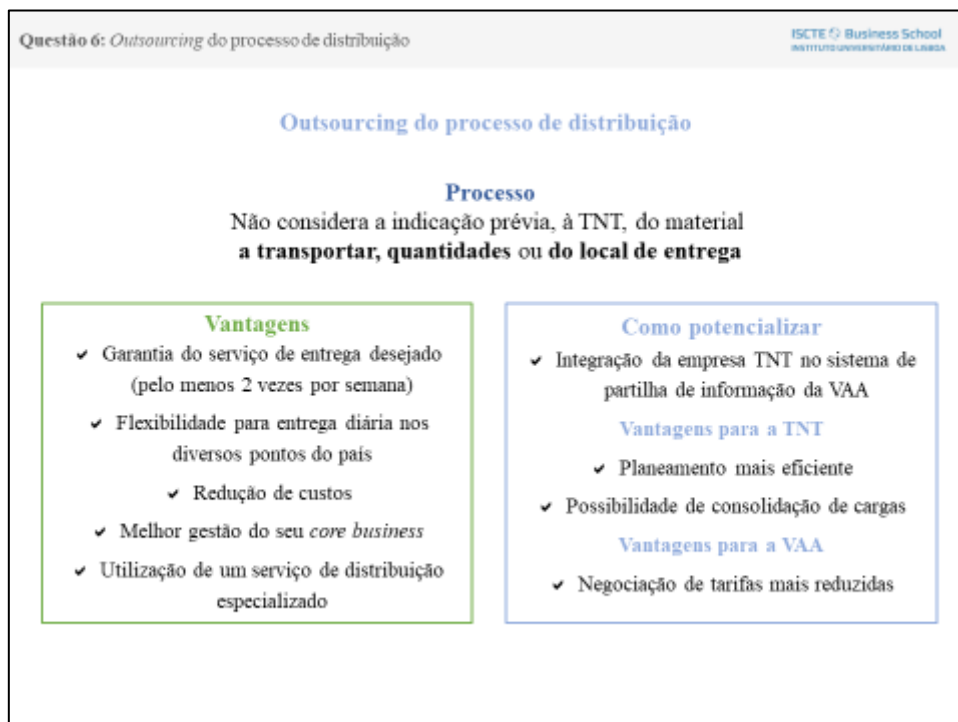 Questão 6: Outsourcing do processo de distribuição
ISCTE Business School
INSTITUTO UNIVERSITÁRIO DE LISBOA
Outsourcing do processo de distribuição
Processo
Não considera a indicação prévia, à TNT, do material
a transportar, quantidades ou do local de entrega
Vantagens
✓ Garantia do serviço de entrega desejado
(pelo menos 2 vezes por semana)
✓ Flexibilidade para entrega diária nos
diversos pontos do país
✓ Redução de custos
✓ Melhor gestão do seu core business
✓ Utilização de um serviço de distribuição
especializado
Como potencializar
✓ Integração da empresa TNT no sistema de
partilha de informação da VAA
Vantagens para a TNT
✓ Planeamento mais eficiente
✓ Possibilidade de consolidação de cargas
Vantagens para a VAA
✓ Negociação de tarifas mais reduzidas